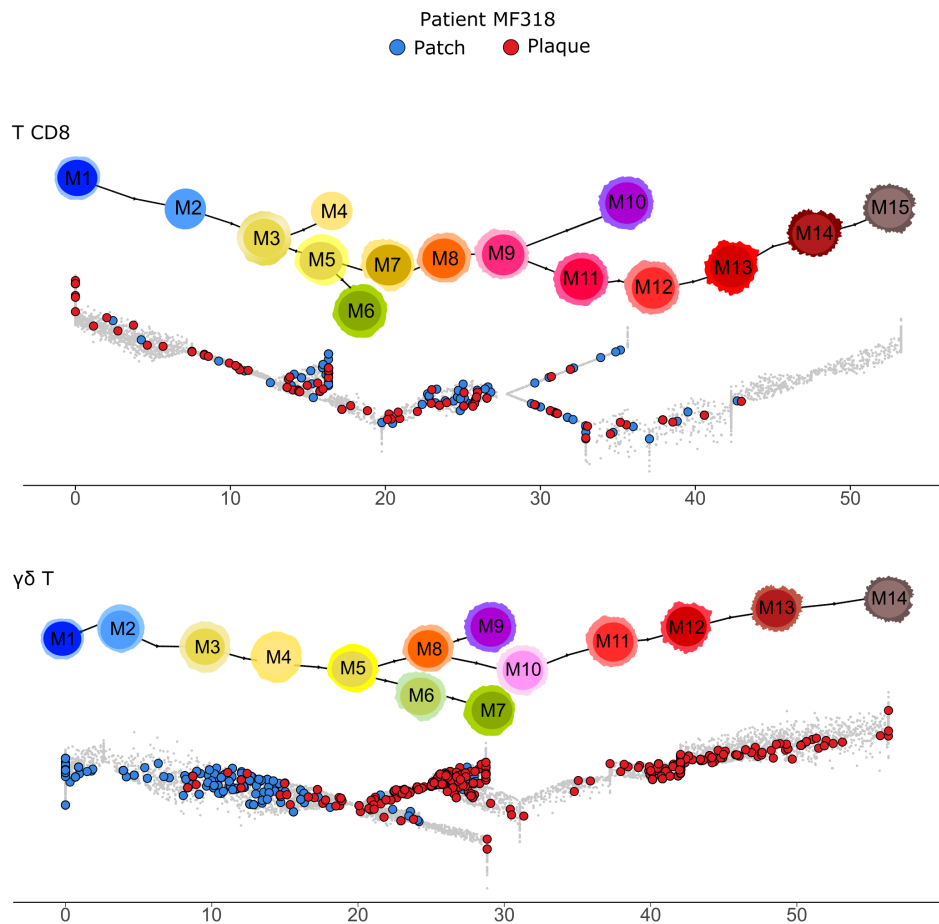 Patient MF318
Patch Plaque
T CD8
M1 M2 M3 M4 M5 M6 M7 M8 M9 M10 M11 M12 M13 M14 M15
0 10 20 30 40 50
γδ T
M1 M2 M3 M4 M5 M6 M7 M8 M9 M10 M11 M12 M13 M14
0 10 20 30 40 50